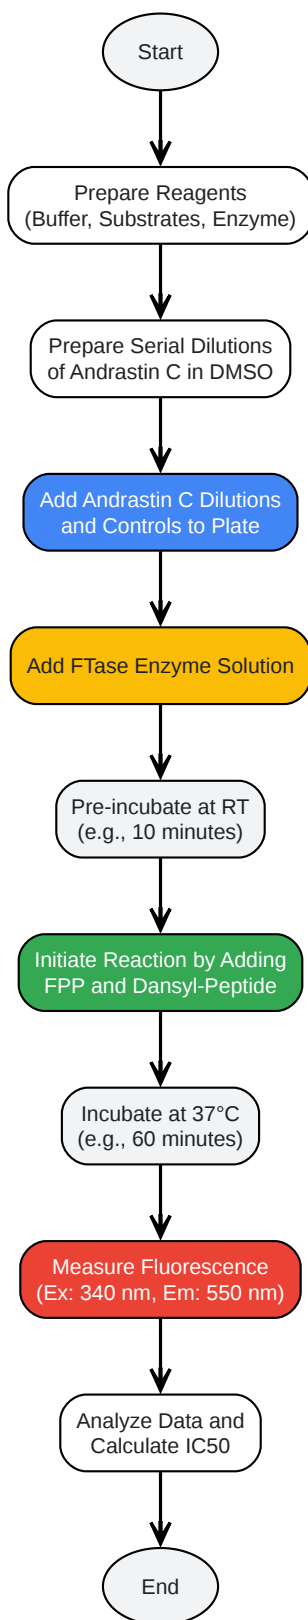 Start
Prepare Reagents
(Buffer, Substrates, Enzyme)
Prepare Serial Dilutions
of Andrastin C in DMSO
Add Andrastin C Dilutions
and Controls to Plate
Add FTase Enzyme Solution
Pre-incubate at RT
(e.g., 10 minutes)
Initiate Reaction by Adding
FPP and Dansyl-Peptide
Incubate at 37°C
(e.g., 60 minutes)
Measure Fluorescence
(Ex: 340 nm, Em: 550 nm)
Analyze Data and
Calculate IC50
End